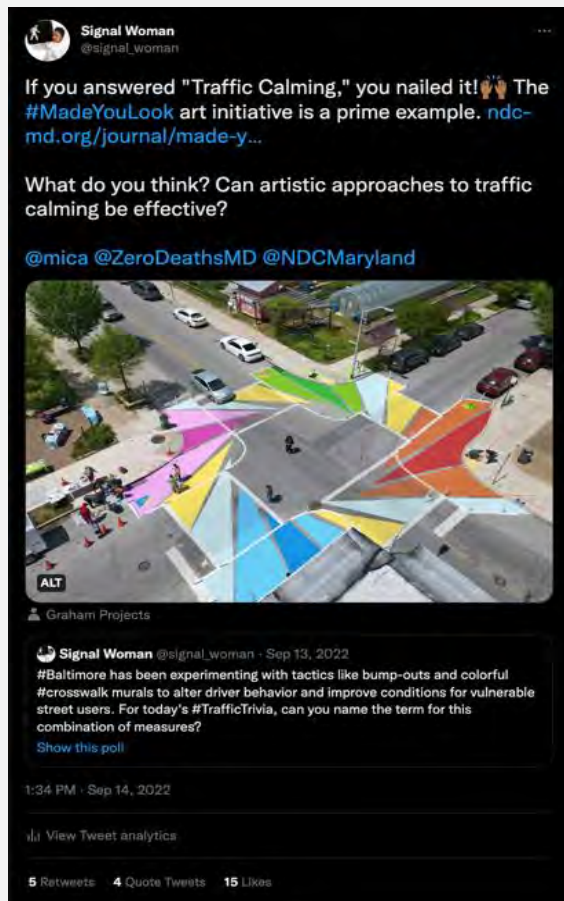 Signal Woman
@signal_woman
If you answered "Traffic Calming," you nailed it!🙌🏽 The
#MadeYouLook art initiative is a prime example. ndc-
md.org/journal/made-y...
What do you think? Can artistic approaches to traffic
calming be effective?
@mica @ZeroDeathsMD @NDCMaryland
ALT
Graham Projects
Signal Woman @signal_woman · Sep 13, 2022
#Baltimore has been experimenting with tactics like bump-outs and colorful
#crosswalk murals to alter driver behavior and improve conditions for vulnerable
street users. For today's #TrafficTrivia, can you name the term for this
combination of measures?
Show this poll
1:34 PM · Sep 14, 2022
View Tweet analytics
5 Retweets 4 Quote Tweets 15 Likes